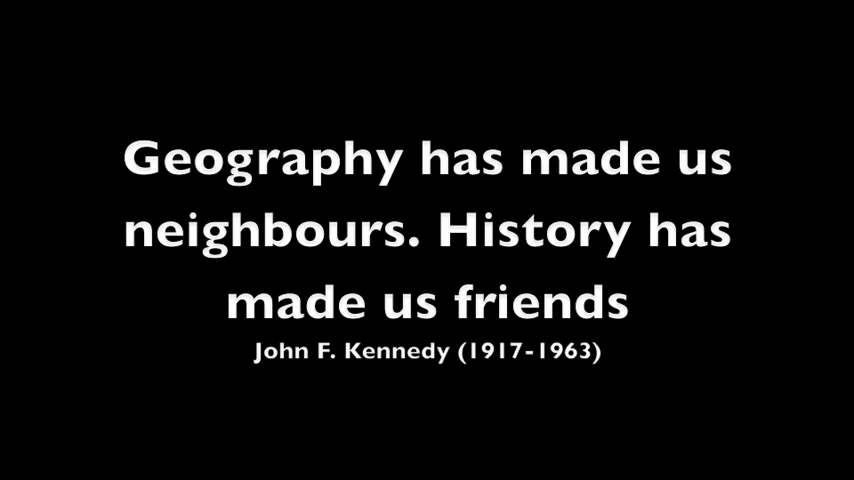 Geography has made us
neighbours. History has
made us friends
John F. Kennedy (1917-1963)